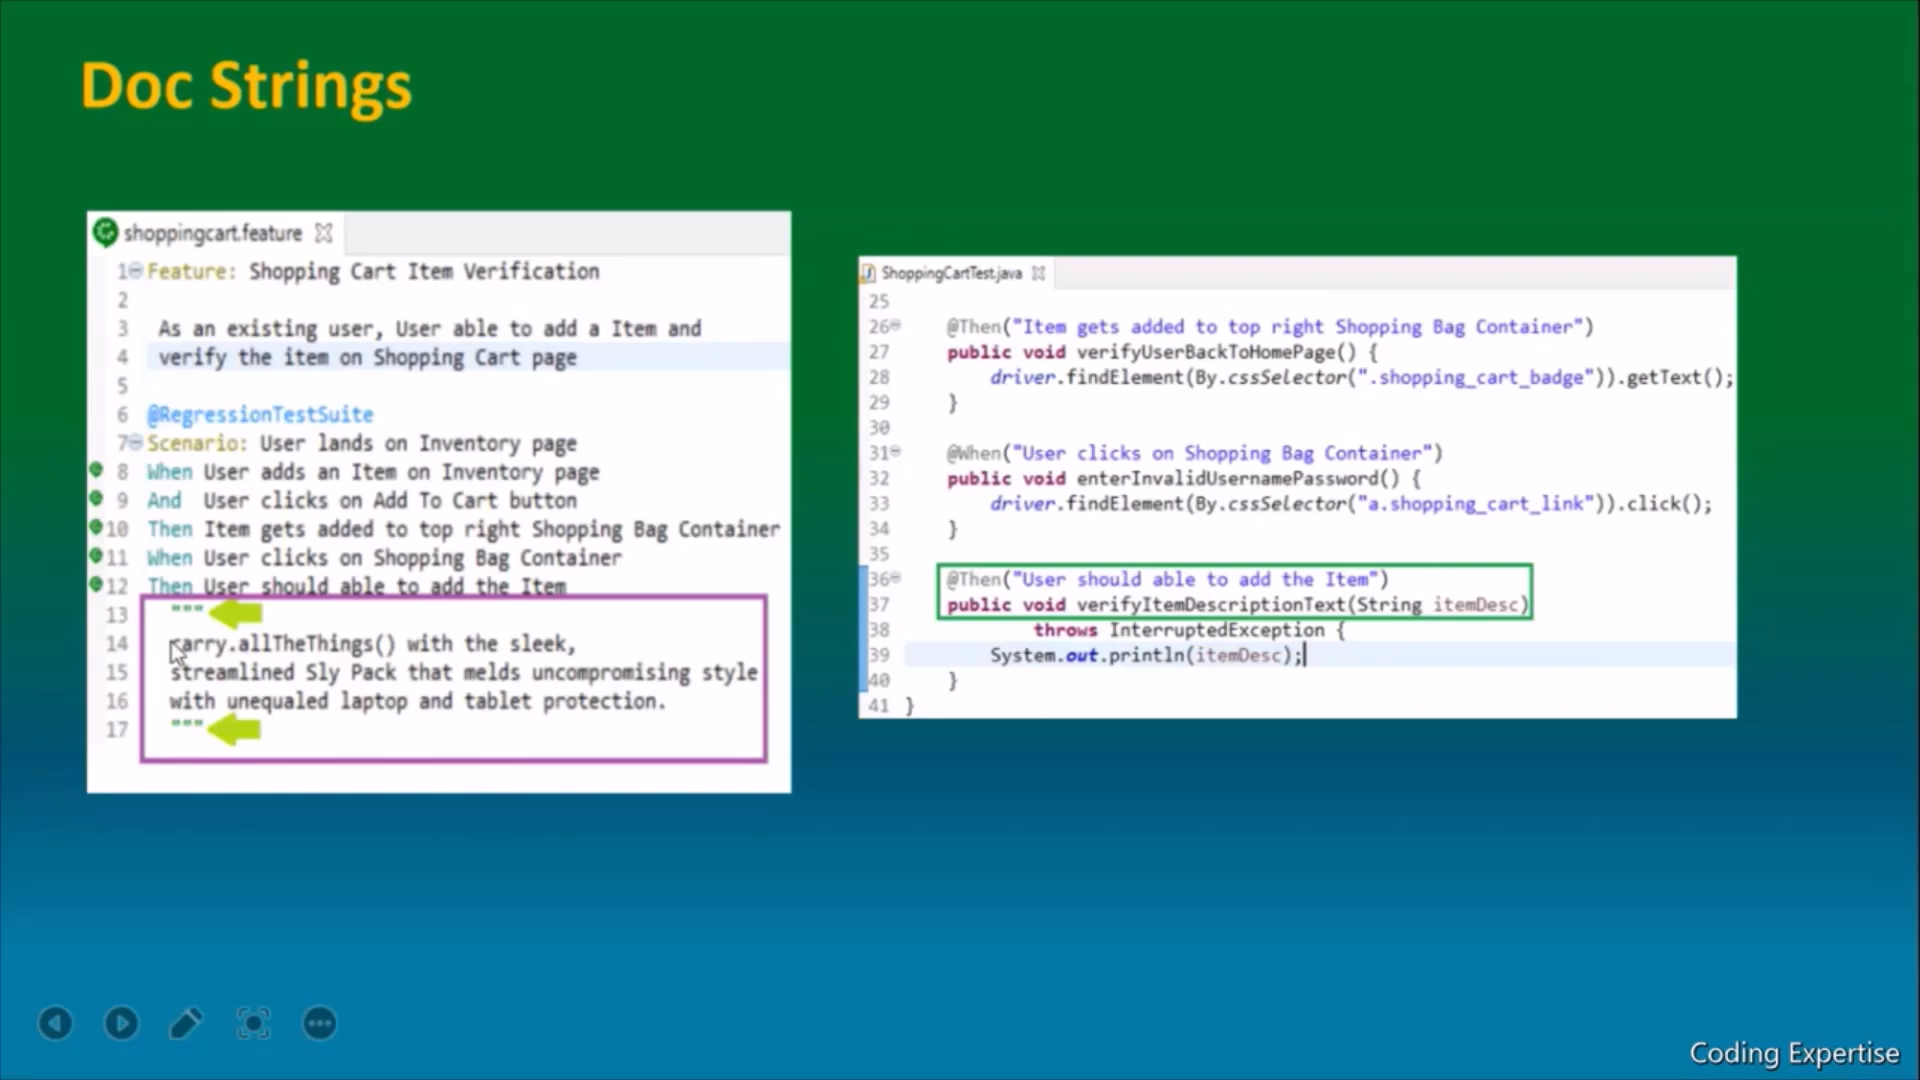 Doc Strings
shoppingcart.feature
1 Feature: Shopping Cart Item Verification
2
3 As an existing user, User able to add a Item and
4 verify the item on Shopping Cart page
5
6 @RegressionTestSuite
7 Scenario: User lands on Inventory page
8 When User adds an Item on Inventory page
9 And User clicks on Add To Cart button
10 Then Item gets added to top right Shopping Bag Container
11 When User clicks on Shopping Bag Container
12 Then User should able to add the Item
13 """
14 carry.allTheThings() with the sleek,
15 streamlined Sly Pack that melds uncompromising style
16 with unequaled laptop and tablet protection.
17 """
ShoppingCartTest.java
25
26 @Then("Item gets added to top right Shopping Bag Container")
27 public void verifyUserBackToHomePage() {
28 driver.findElement(By.cssSelector(".shopping_cart_badge")).getText();
29 }
30
31 @When("User clicks on Shopping Bag Container")
32 public void enterInvalidUsernamePassword() {
33 driver.findElement(By.cssSelector("a.shopping_cart_link")).click();
34 }
35
36 @Then("User should able to add the Item")
37 public void verifyItemDescriptionText(String itemDesc)
38 throws InterruptedException {
39 System.out.println(itemDesc);
40 }
41 }
Coding Expertise